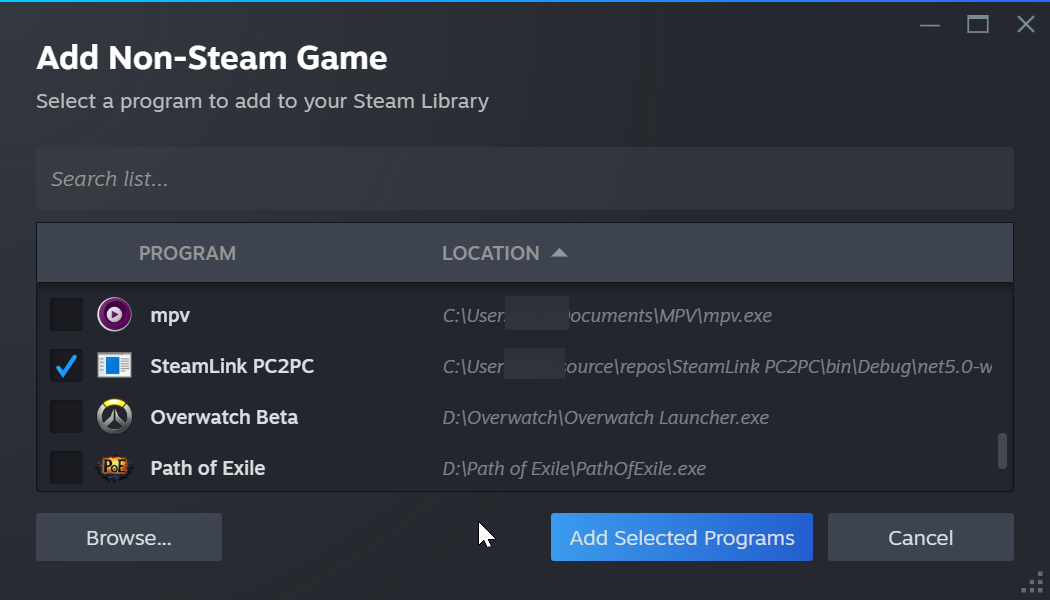 Add Non-Steam Game
Select a program to add to your Steam Library
Search list...
PROGRAM LOCATION
mpv C:\User ocuments\MPV\mpv.exe
SteamLink PC2PC C:\User ource\repos\SteamLink PC2PC\bin\Debug\net5.0-w
Overwatch Beta D:\Overwatch\Overwatch Launcher.exe
PoE Path of Exile D:\Path of Exile\PathOfExile.exe
Browse... Add Selected Programs Cancel